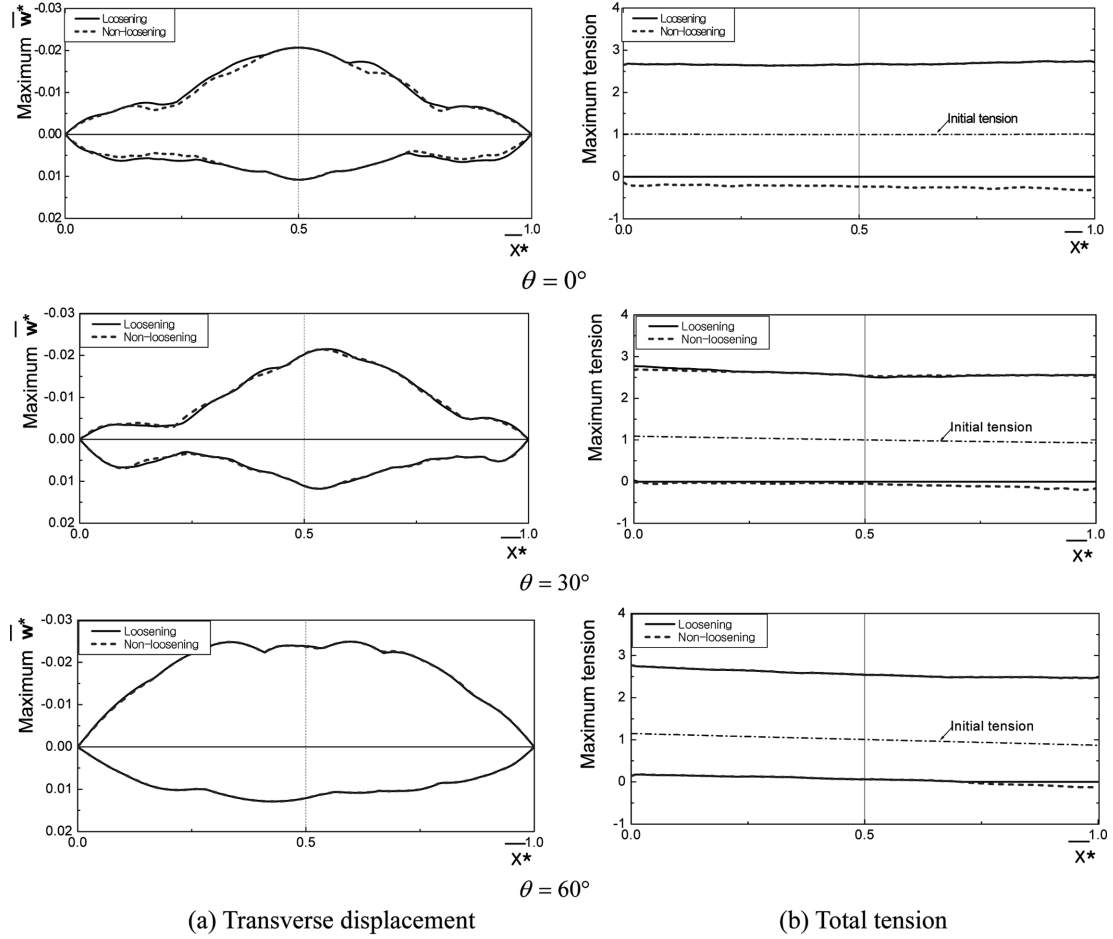 Maximum w*
-0.03
-0.02
-0.01
0.00
0.01
0.02
Loosening
Non-loosening
0.0
0.5
1.0
X*
Maximum tension
4
3
2
1
0
-1
Loosening
Non-loosening
Initial tension
0.0
0.5
1.0
X*
θ = 0°
Maximum w*
-0.03
-0.02
-0.01
0.00
0.01
0.02
Loosening
Non-loosening
0.0
0.5
1.0
X*
Maximum tension
4
3
2
1
0
-1
Loosening
Non-loosening
Initial tension
0.0
0.5
1.0
X*
θ = 30°
Maximum w*
-0.03
-0.02
-0.01
0.00
0.01
0.02
Loosening
Non-loosening
0.0
0.5
1.0
X*
Maximum tension
4
3
2
1
0
-1
Loosening
Non-loosening
Initial tension
0.0
0.5
1.0
X*
θ = 60°
(a) Transverse displacement
(b) Total tension